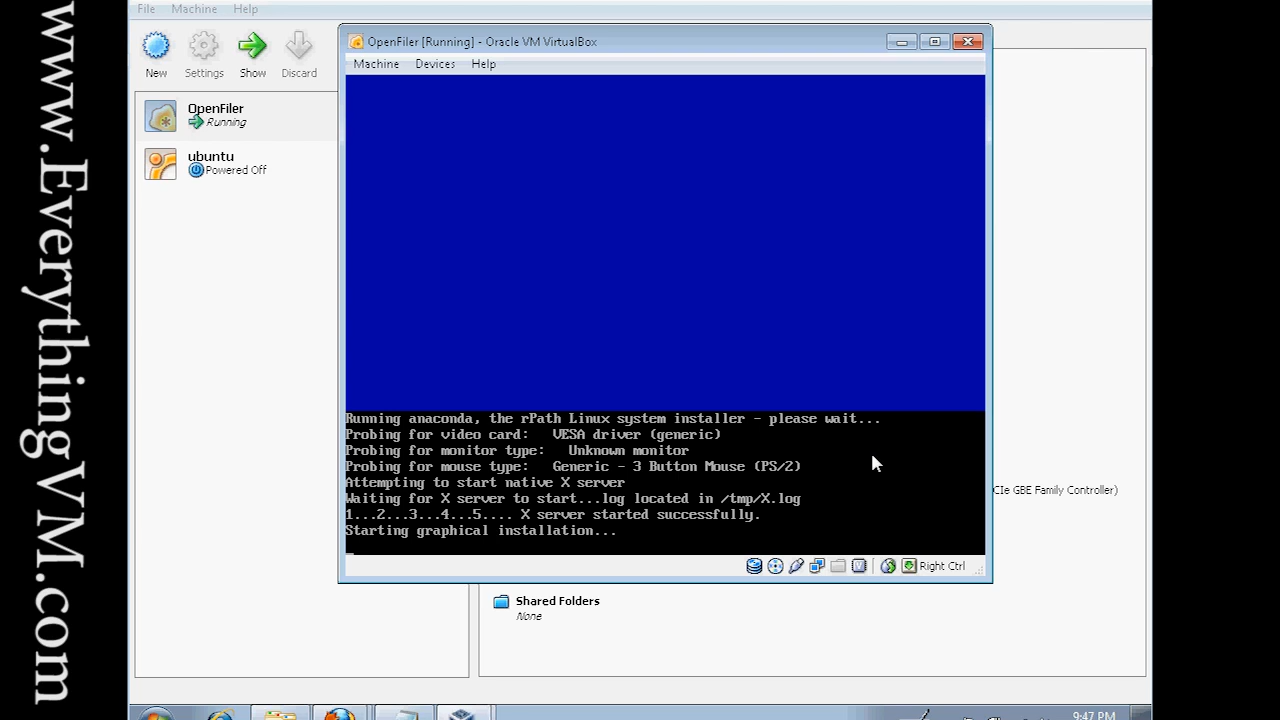 www.EverythingVM.com
File Machine Help
New Settings Show Discard
OpenFiler
Running
ubuntu
Powered Off
OpenFiler [Running] - Oracle VM VirtualBox
Machine Devices Help
Running anaconda, the rPath Linux system installer - please wait...
Probing for video card: VESA driver (generic)
Probing for monitor type: Unknown monitor
Probing for mouse type: Generic - 3 Button Mouse (PS/2)
Attempting to start native X server
Waiting for X server to start...log located in /tmp/X.log
1...2...3...4...5.... X server started successfully.
Starting graphical installation...
Right Ctrl
CIe GBE Family Controller)
Shared Folders
None
9:47 PM